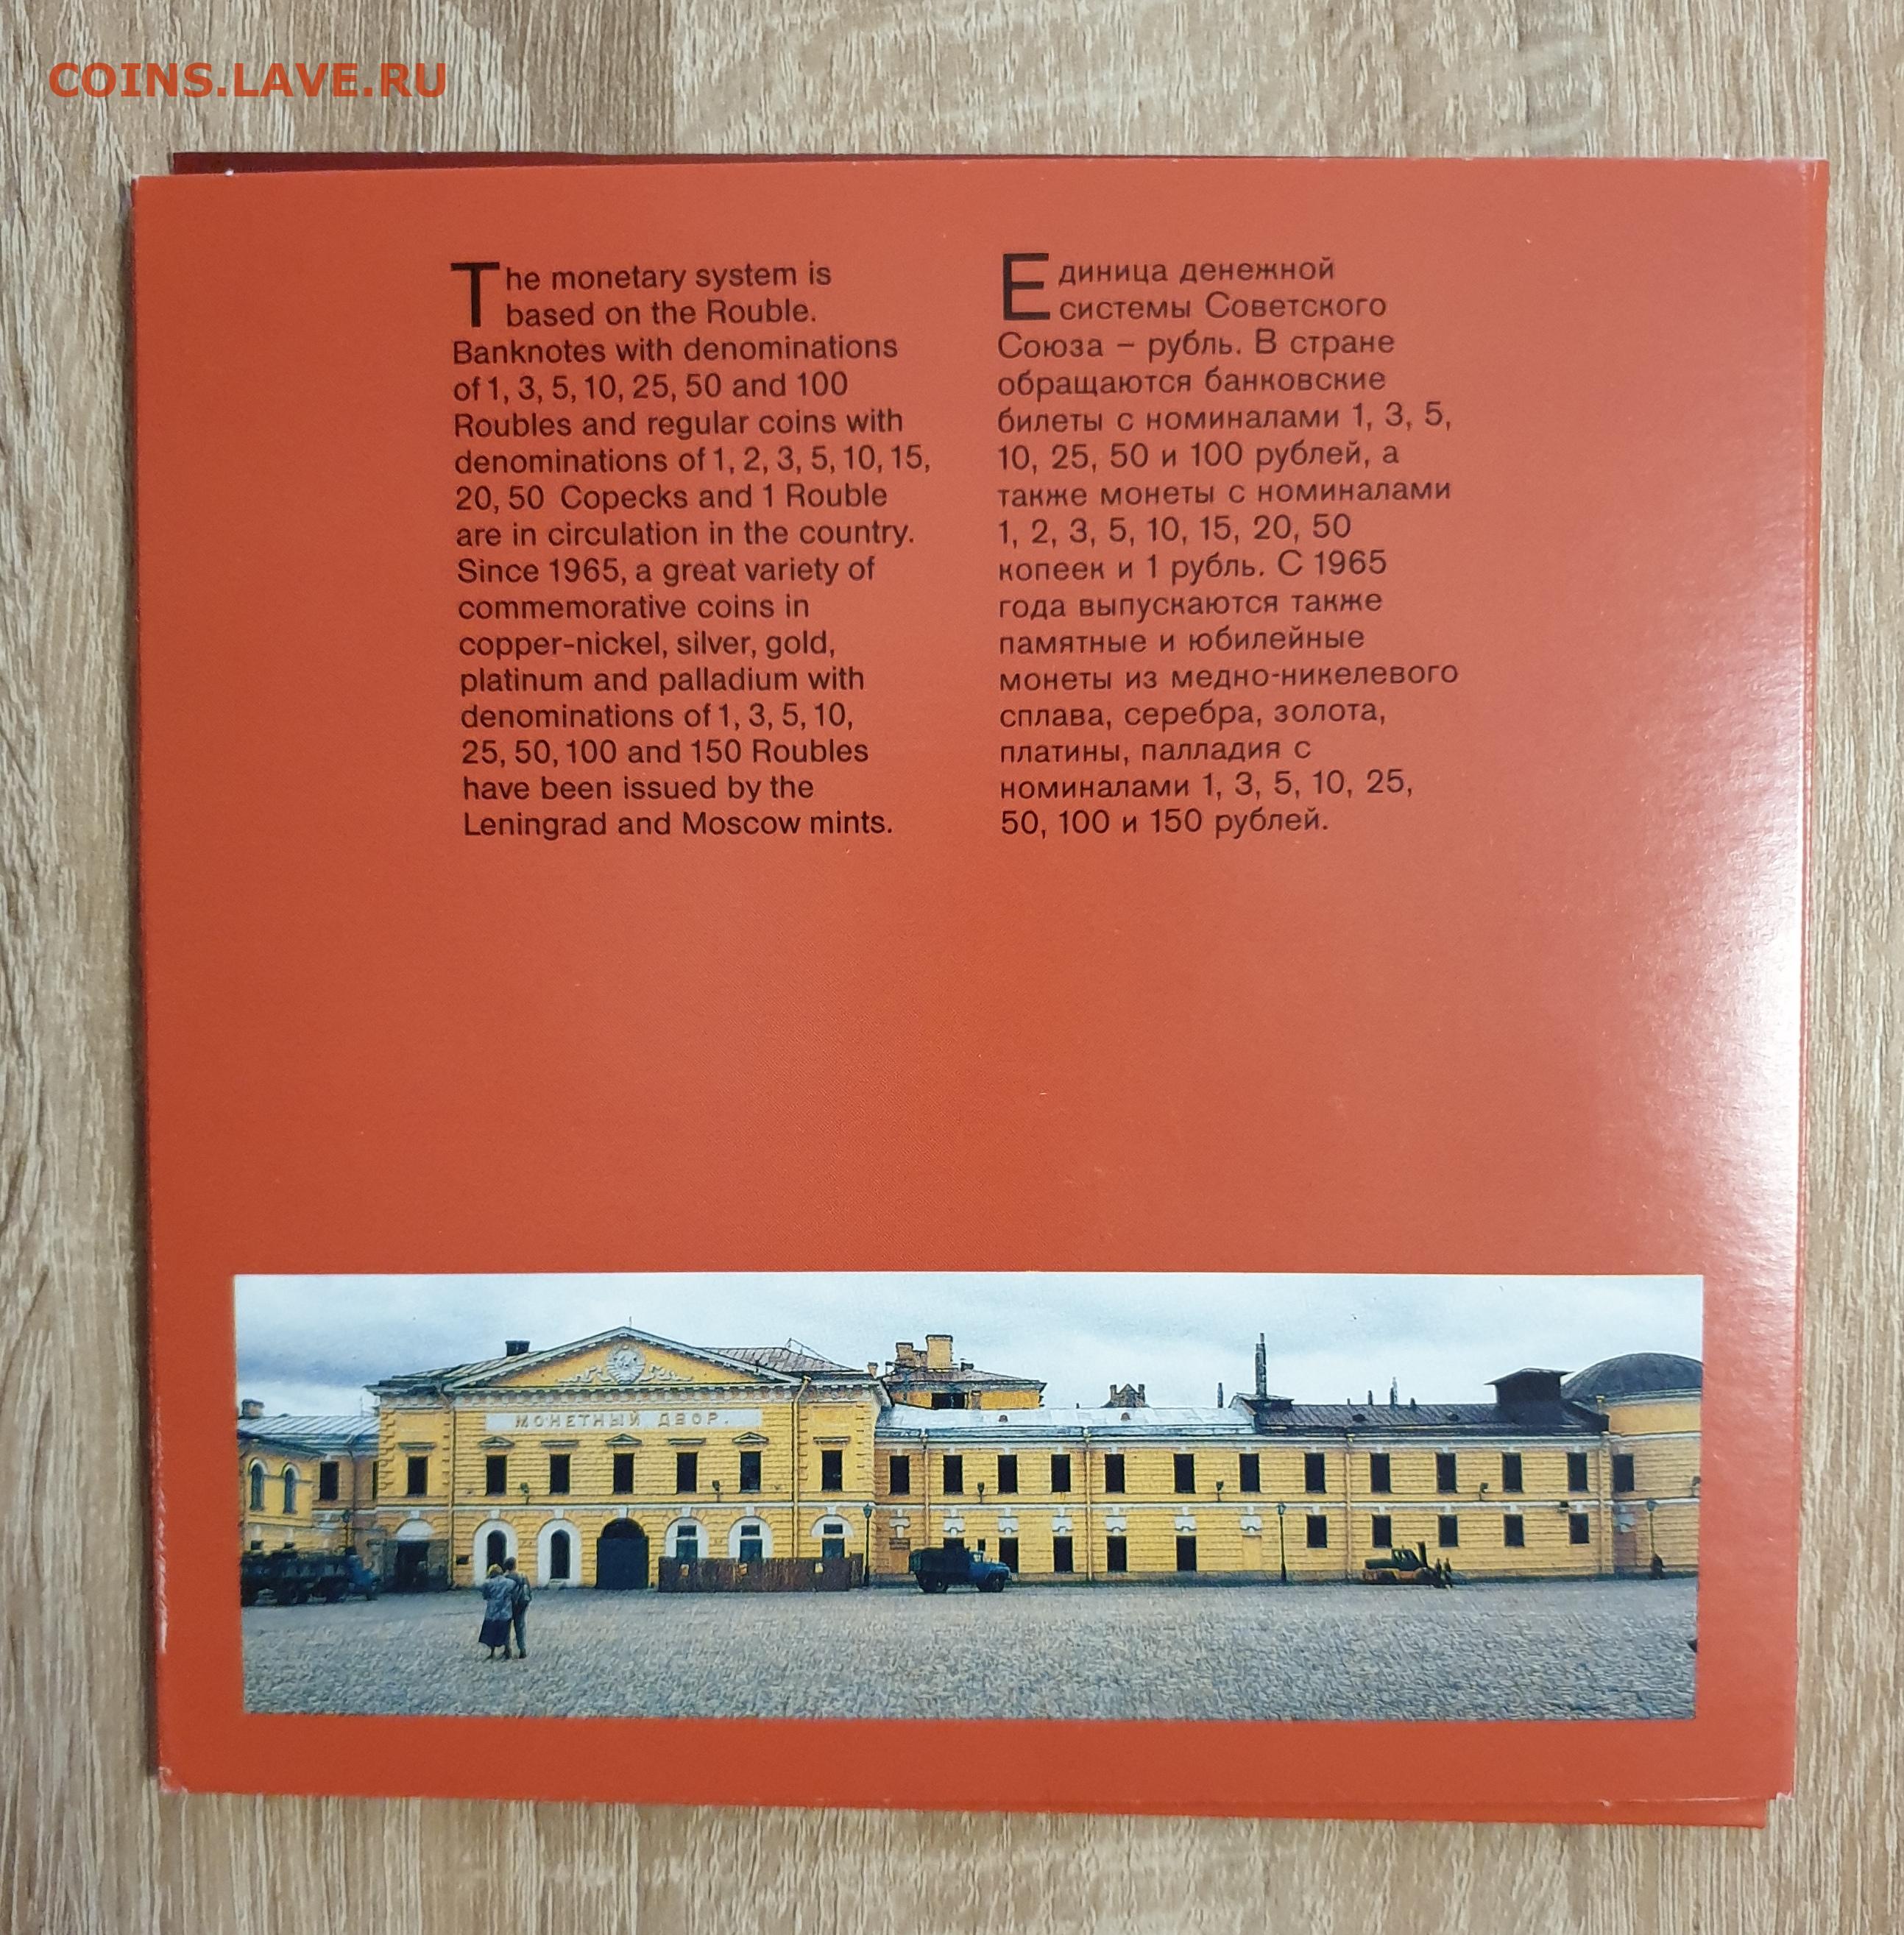 COINS.LAVE.RU
The monetary system is
based on the Rouble.
Banknotes with denominations
of 1, 3, 5, 10, 25, 50 and 100
Roubles and regular coins with
denominations of 1, 2, 3, 5, 10, 15,
20, 50 Copecks and 1 Rouble
are in circulation in the country.
Since 1965, a great variety of
commemorative coins in
copper-nickel, silver, gold,
platinum and palladium with
denominations of 1, 3, 5, 10,
25, 50, 100 and 150 Roubles
have been issued by the
Leningrad and Moscow mints.
Единица денежной
системы Советского
Союза – рубль. В стране
обращаются банковские
билеты с номиналами 1, 3, 5,
10, 25, 50 и 100 рублей, а
также монеты с номиналами
1, 2, 3, 5, 10, 15, 20, 50
копеек и 1 рубль. С 1965
года выпускаются также
памятные и юбилейные
монеты из медно-никелевого
сплава, серебра, золота,
платины, палладия с
номиналами 1, 3, 5, 10, 25,
50, 100 и 150 рублей.
МОНЕТНЫЙ ДВОР.